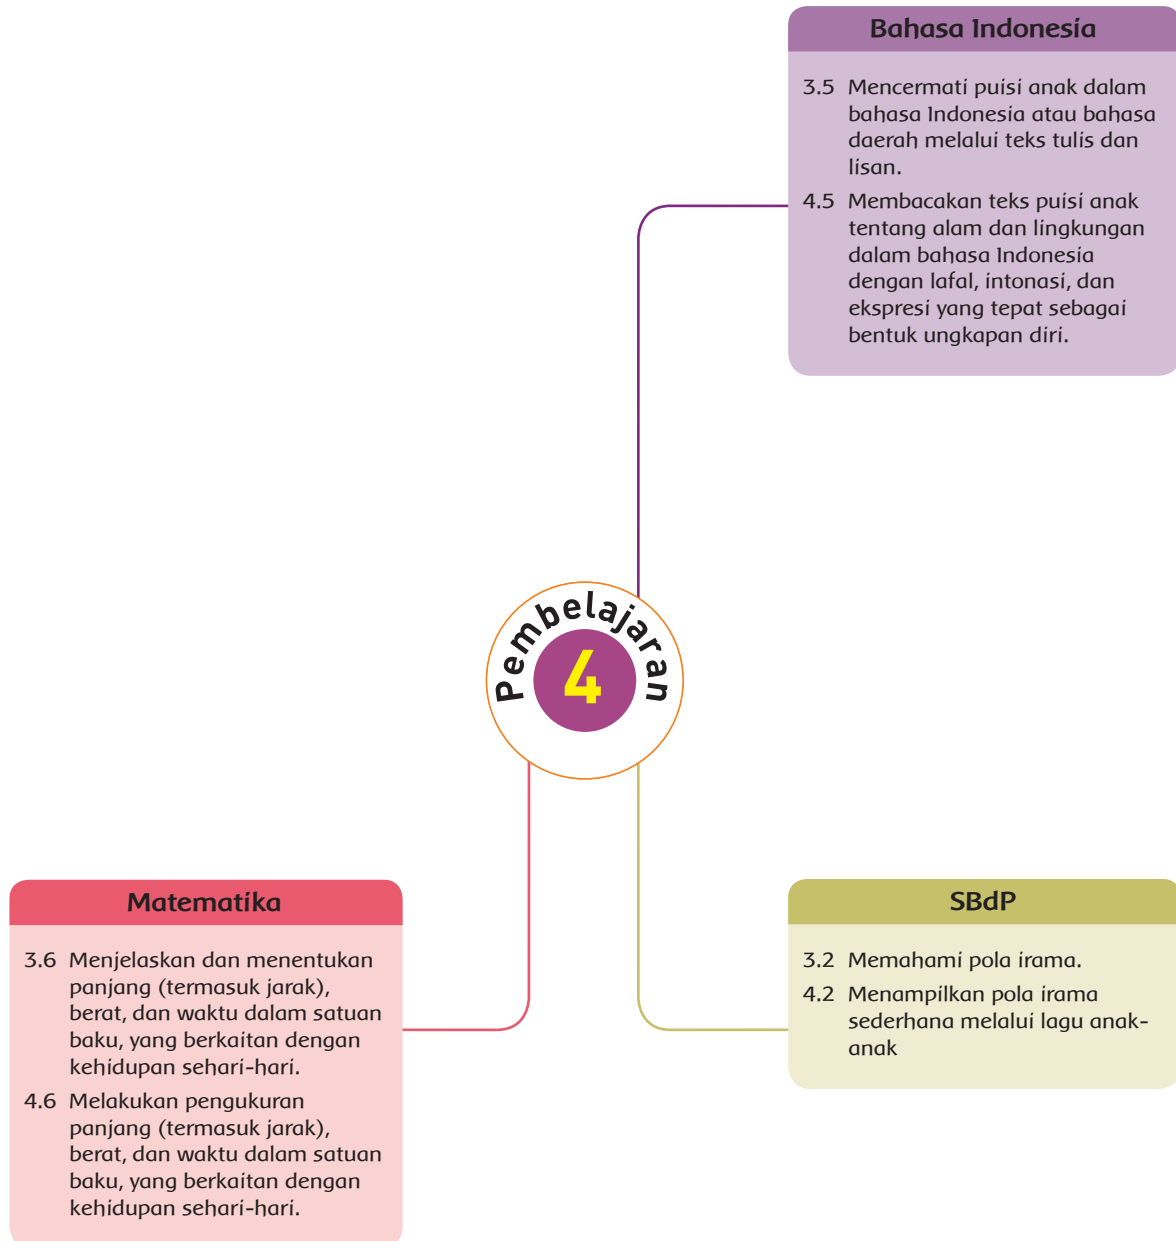 Bahasa Indonesia
3.5 Mencermati puisi anak dalam
bahasa Indonesia atau bahasa
daerah melalui teks tulis dan
lisan.
4.5 Membacakan teks puisi anak
tentang alam dan lingkungan
dalam bahasa Indonesia
dengan lafal, intonasi, dan
ekspresi yang tepat sebagai
bentuk ungkapan diri.
Pembelajaran
4
Matematika
3.6 Menjelaskan dan menentukan
panjang (termasuk jarak),
berat, dan waktu dalam satuan
baku, yang berkaitan dengan
kehidupan sehari-hari.
4.6 Melakukan pengukuran
panjang (termasuk jarak),
berat, dan waktu dalam satuan
baku, yang berkaitan dengan
kehidupan sehari-hari.
SBdP
3.2 Memahami pola irama.
4.2 Menampilkan pola irama
sederhana melalui lagu anak-
anak